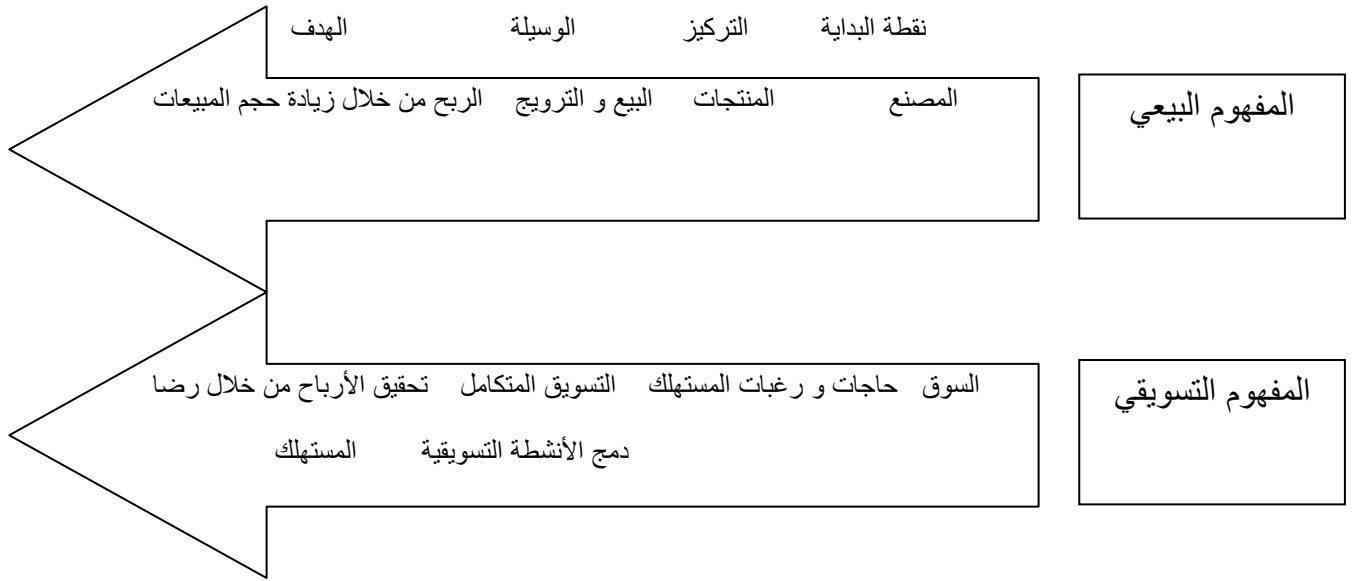 نقطة البداية التركيز الوسيلة الهدف
المفهوم البيعي
المصنع المنتجات البيع و الترويج الربح من خلال زيادة حجم المبيعات
المفهوم التسويقي
السوق حاجات و رغبات المستهلك التسويق المتكامل تحقيق الأرباح من خلال رضا
دمج الأنشطة التسويقية المستهلك